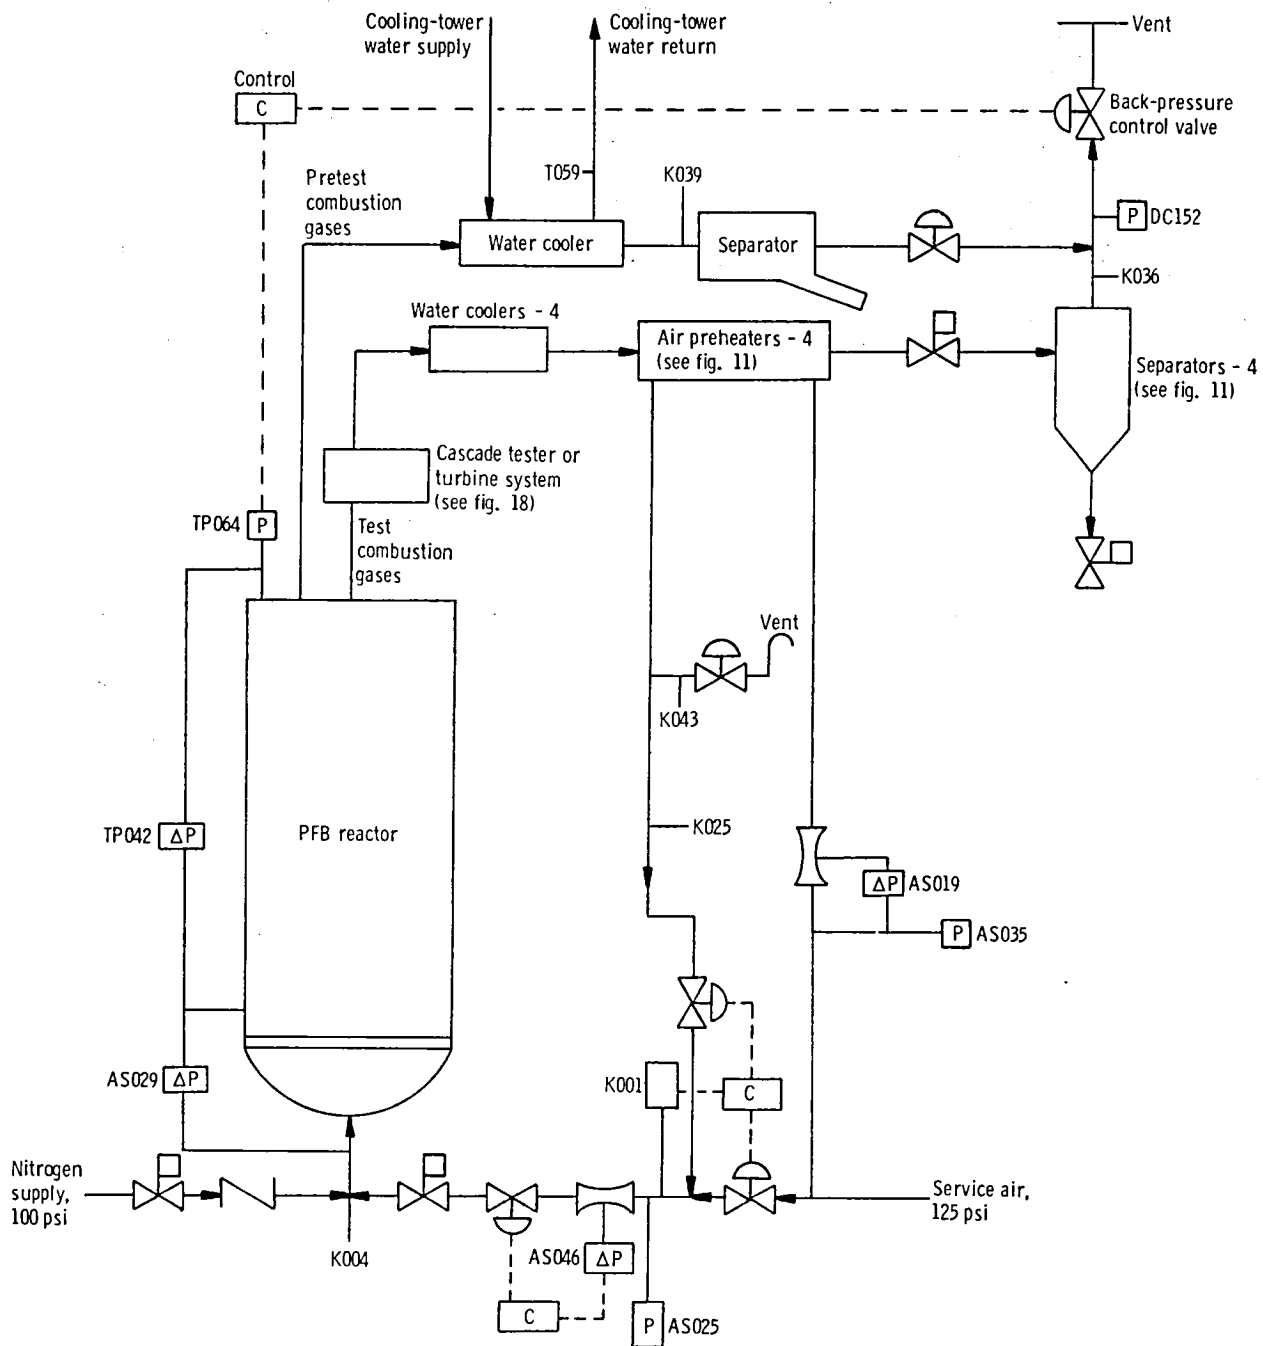 Cooling-tower
water supply
Cooling-tower
water return
Vent
Control
C
Back-pressure
control valve
Pretest
combustion
gases
T059
K039
P DC152
Water cooler
Separator
K036
Water coolers - 4
Air preheaters - 4
(see fig. 11)
Separators - 4
(see fig. 11)
Cascade tester or
turbine system
(see fig. 18)
TP064 P
Test
combustion
gases
Vent
K043
TP042 ΔP
PFB reactor
K025
ΔP AS019
P AS035
AS029 ΔP
K001
C
Nitrogen
supply,
100 psi
Service air,
125 psi
K004
AS046 ΔP
C
P AS025